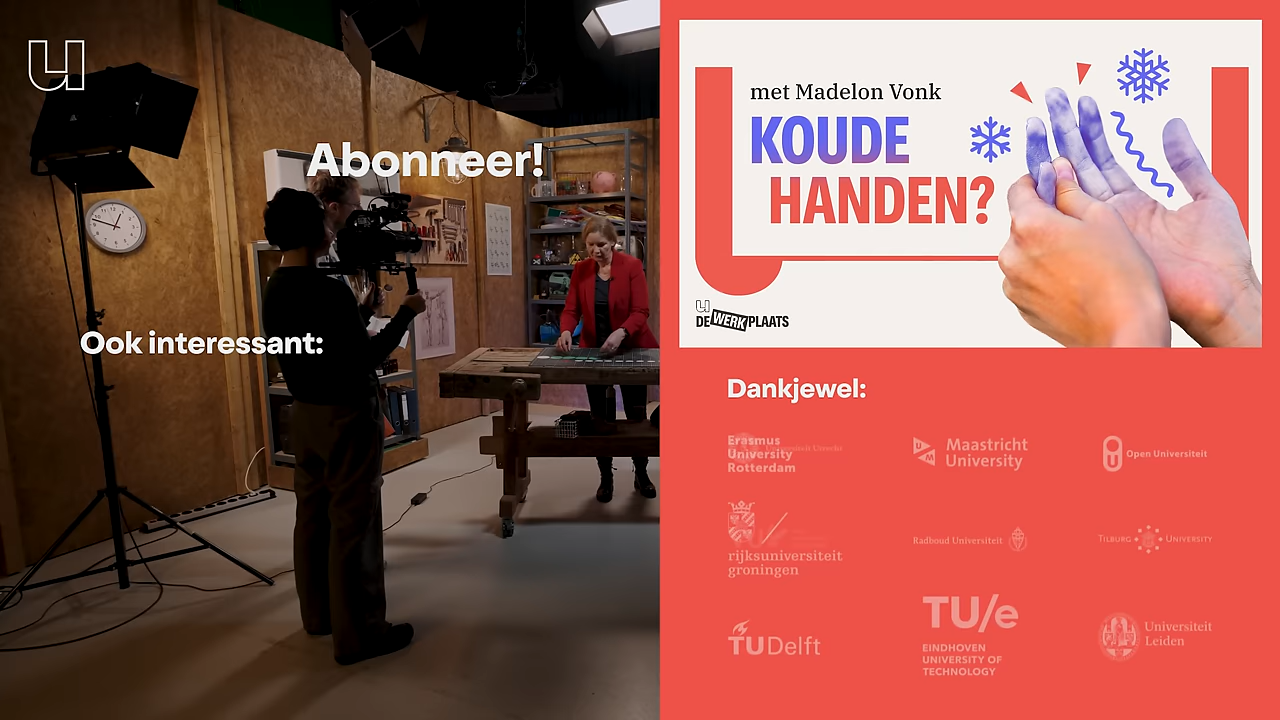 Abonneer!
Ook interessant:
met Madelon Vonk
KOUDE
HANDEN?
DE WERKPLAATS
Dankjewel:
Erasmus
University
Rotterdam
Maastricht
University
Open Universiteit
rijksuniversiteit
groningen
Radboud Universiteit
TILBURG UNIVERSITY
TU Delft
TU/e
EINDHOVEN
UNIVERSITY OF
TECHNOLOGY
Universiteit
Leiden